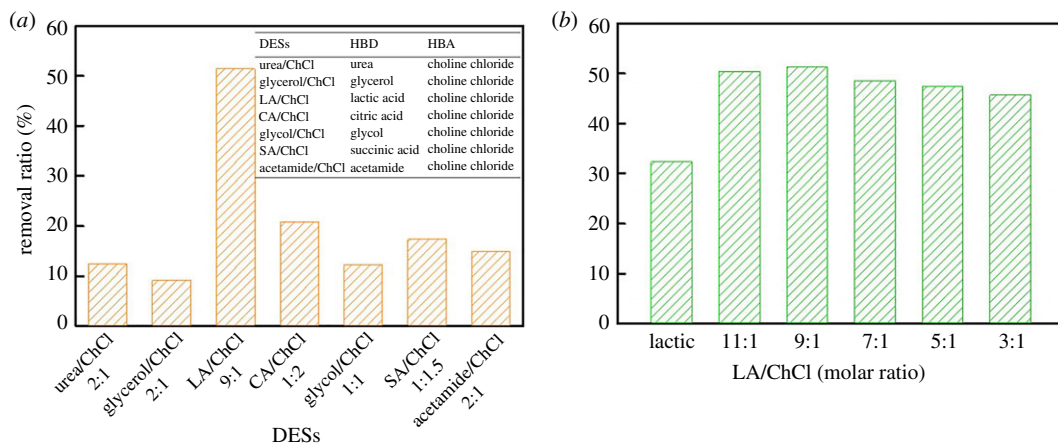 (a)
60
50
40
30
20
10
0
removal ratio (%)
DESs HBD HBA
urea/ChCl urea choline chloride
glycerol/ChCl glycerol choline chloride
LA/ChCl lactic acid choline chloride
CA/ChCl citric acid choline chloride
glycol/ChCl glycol choline chloride
SA/ChCl succinic acid choline chloride
acetamide/ChCl acetamide choline chloride
urea/ChCl
2:1
glycerol/ChCl
2:1
LA/ChCl
9:1
CA/ChCl
1:2
glycol/ChCl
1:1
SA/ChCl
1:1.5
acetamide/ChCl
2:1
DESs
(b)
60
50
40
30
20
10
0
lactic 11:1 9:1 7:1 5:1 3:1
LA/ChCl (molar ratio)